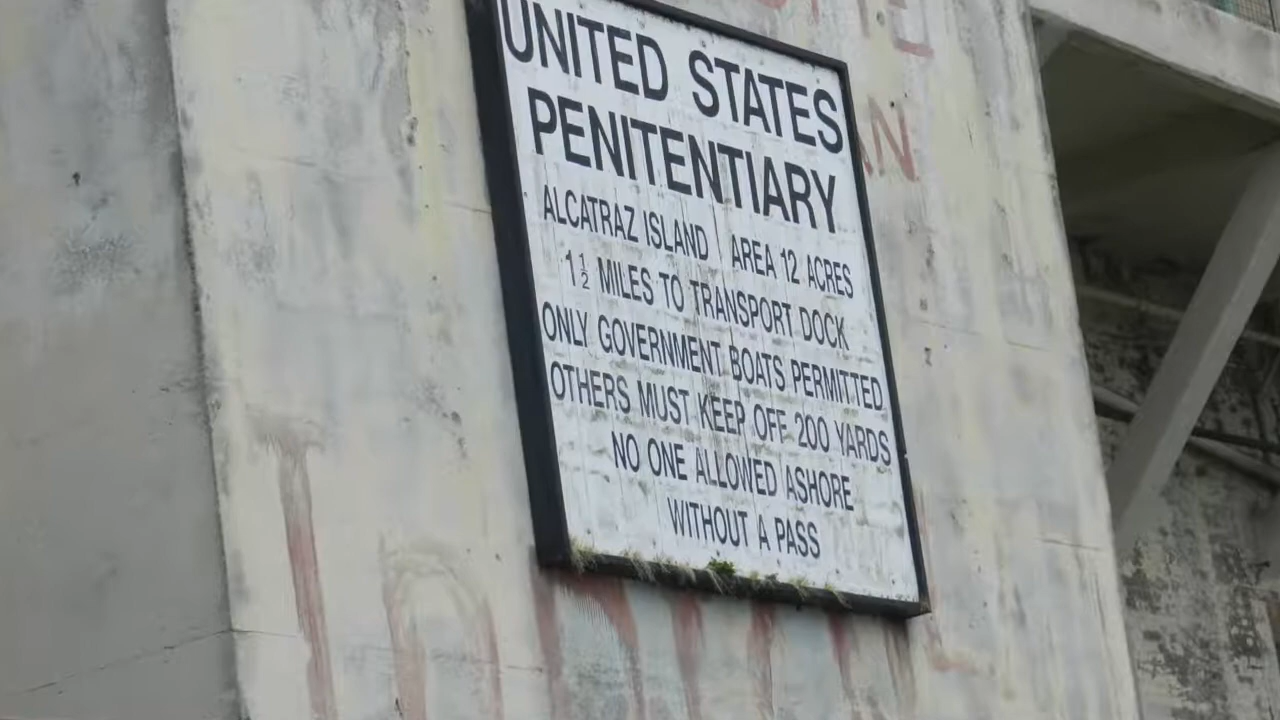 UNITED STATES
PENITENTIARY
ALCATRAZ ISLAND AREA 12 ACRES
1½ MILES TO TRANSPORT DOCK
ONLY GOVERNMENT BOATS PERMITTED
OTHERS MUST KEEP OFF 200 YARDS
NO ONE ALLOWED ASHORE
WITHOUT A PASS